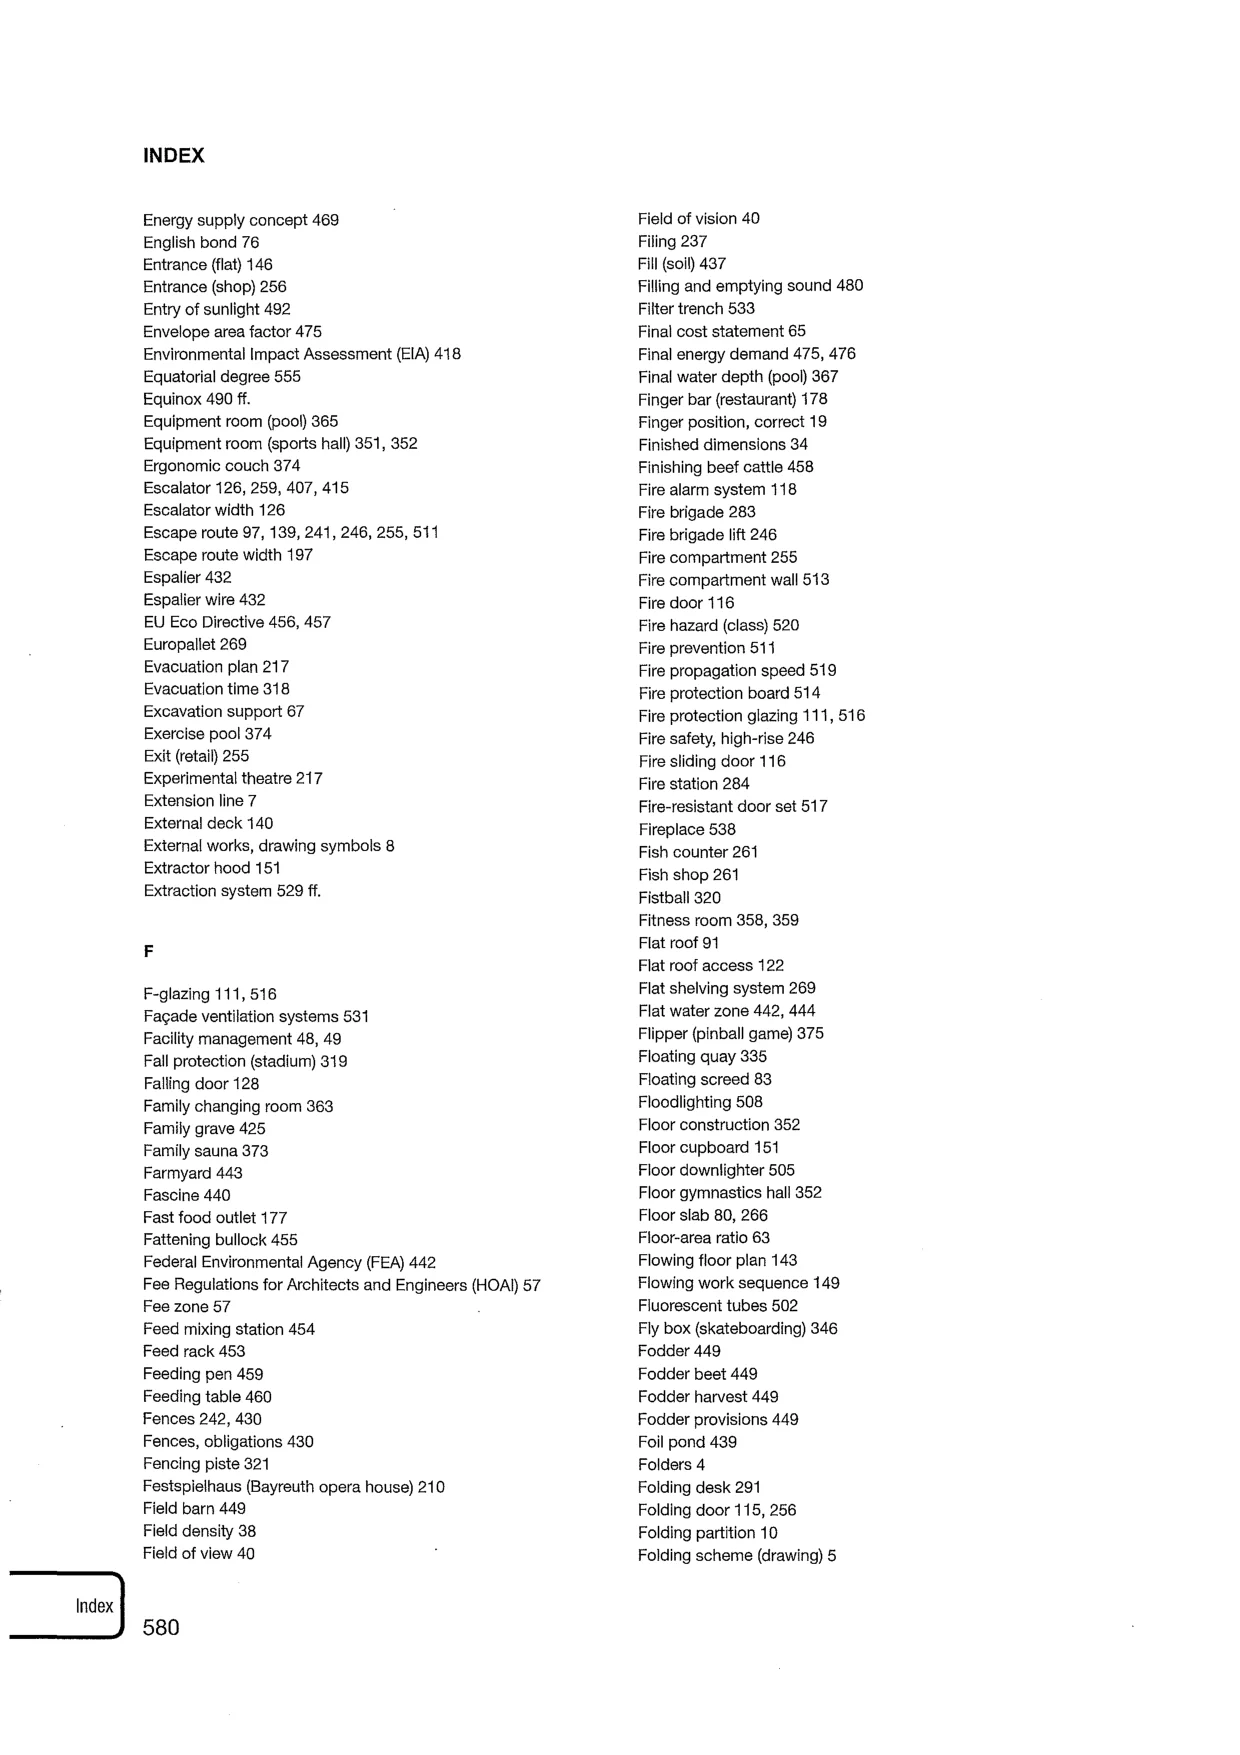 INDEX
Energy supply concept 469
English bond 76
Entrance (flat) 146
Entrance (shop) 256
Entry of sunlight 492
Envelope area factor 475
Environmental Impact Assessment (EIA) 418
Equatorial degree 555
Equinox 490 ff.
Equipment room (pool) 365
Equipment room (sports hall) 351, 352
Ergonomic couch 374
Escalator 126, 259, 407, 415
Escalator width 126
Escape route 97, 139, 241, 246, 255, 511
Escape route width 197
Espalier 432
Espalier wire 432
EU Eco Directive 456, 457
Europallet 269
Evacuation plan 217
Evacuation time 318
Excavation support 67
Exercise pool 374
Exit (retail) 255
Experimental theatre 217
Extension line 7
External deck 140
External works, drawing symbols 8
Extractor hood 151
Extraction system 529 ff.
F
F-glazing 111, 516
Façade ventilation systems 531
Facility management 48, 49
Fall protection (stadium) 319
Falling door 128
Family changing room 363
Family grave 425
Family sauna 373
Farmyard 443
Fascine 440
Fast food outlet 177
Fattening bullock 455
Federal Environmental Agency (FEA) 442
Fee Regulations for Architects and Engineers (HOAI) 57
Fee zone 57
Feed mixing station 454
Feed rack 453
Feeding pen 459
Feeding table 460
Fences 242, 430
Fences, obligations 430
Fencing piste 321
Festspielhaus (Bayreuth opera house) 210
Field barn 449
Field density 38
Field of view 40
Field of vision 40
Filing 237
Fill (soil) 437
Filling and emptying sound 480
Filter trench 533
Final cost statement 65
Final energy demand 475, 476
Final water depth (pool) 367
Finger bar (restaurant) 178
Finger position, correct 19
Finished dimensions 34
Finishing beef cattle 458
Fire alarm system 118
Fire brigade 283
Fire brigade lift 246
Fire compartment 255
Fire compartment wall 513
Fire door 116
Fire hazard (class) 520
Fire prevention 511
Fire propagation speed 519
Fire protection board 514
Fire protection glazing 111, 516
Fire safety, high-rise 246
Fire sliding door 116
Fire station 284
Fire-resistant door set 517
Fireplace 538
Fish counter 261
Fish shop 261
Fistball 320
Fitness room 358, 359
Flat roof 91
Flat roof access 122
Flat shelving system 269
Flat water zone 442, 444
Flipper (pinball game) 375
Floating quay 335
Floating screed 83
Floodlighting 508
Floor construction 352
Floor cupboard 151
Floor downlighter 505
Floor gymnastics hall 352
Floor slab 80, 266
Floor-area ratio 63
Flowing floor plan 143
Flowing work sequence 149
Fluorescent tubes 502
Fly box (skateboarding) 346
Fodder 449
Fodder beet 449
Fodder harvest 449
Fodder provisions 449
Foil pond 439
Folders 4
Folding desk 291
Folding door 115, 256
Folding partition 10
Folding scheme (drawing) 5
Index
580